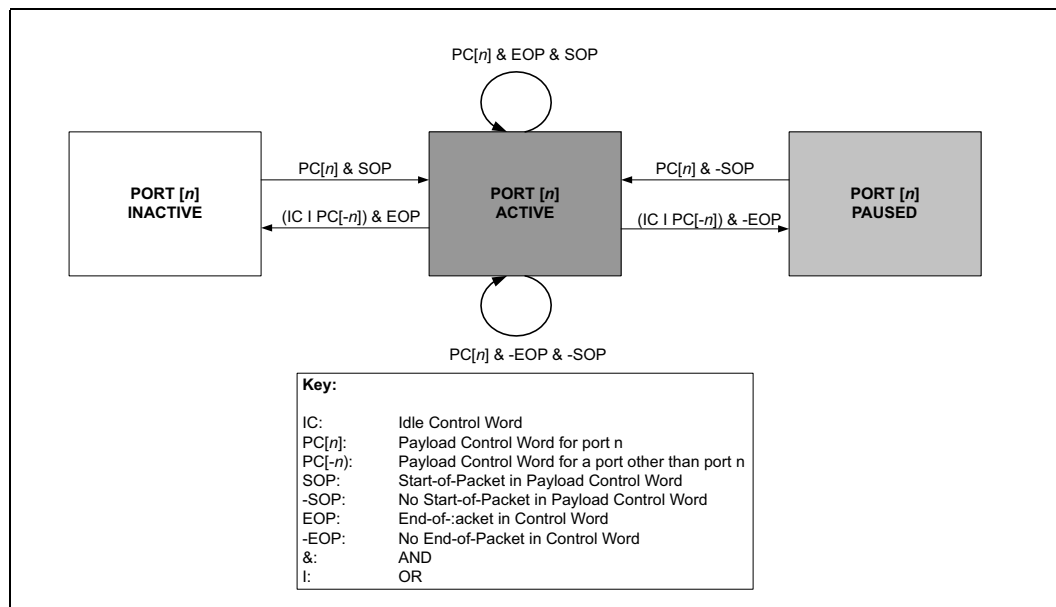 PC[n] & EOP & SOP
PORT [n]
INACTIVE
PC[n] & SOP
(IC I PC[-n]) & EOP
PORT [n]
ACTIVE
PC[n] & -SOP
(IC I PC[-n]) & -EOP
PORT [n]
PAUSED
PC[n] & -EOP & -SOP
Key:
IC: Idle Control Word
PC[n]: Payload Control Word for port n
PC[-n): Payload Control Word for a port other than port n
SOP: Start-of-Packet in Payload Control Word
-SOP: No Start-of-Packet in Payload Control Word
EOP: End-of-:acket in Control Word
-EOP: No End-of-Packet in Control Word
&: AND
I: OR